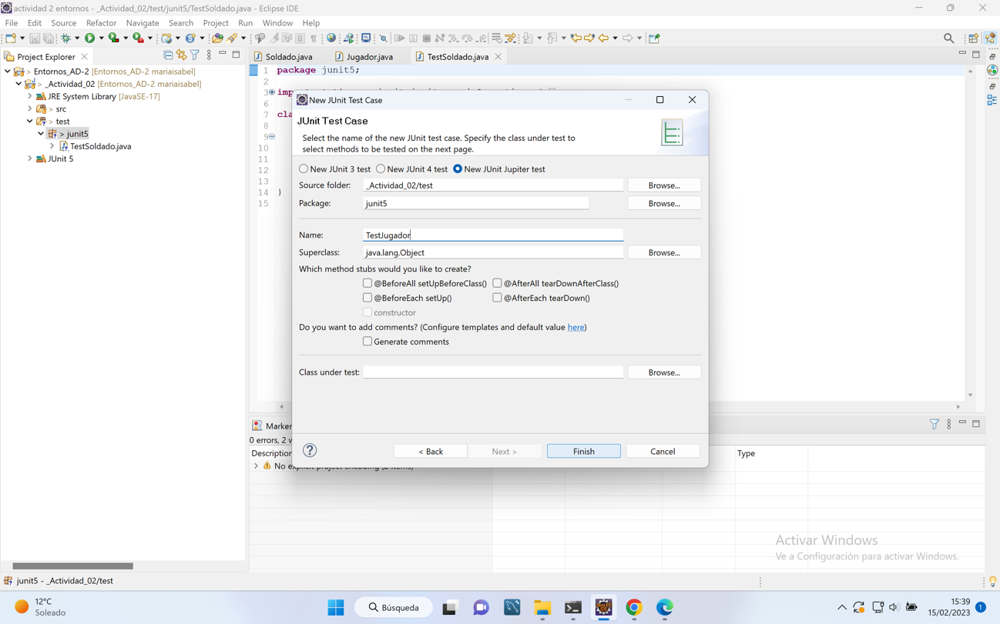 actividad 2 entornos - _Actividad_02/test/junit5/TestSoldado.java - Eclipse IDE
File Edit Source Refactor Navigate Search Project Run Window Help
Project Explorer
Soldado.java Jugador.java TestSoldado.java
> Entornos_AD-2 [Entornos_AD-2 mariaisabel]
> _Actividad_02 [Entornos_AD-2 mariaisabel]
JRE System Library [JavaSE-17]
> src
> test
> junit5
TestSoldado.java
JUnit 5
1 package junit5;
2
3
6
7
8
9
10
11
12
13
14 }
15
New JUnit Test Case
JUnit Test Case
Select the name of the new JUnit test case. Specify the class under test to
select methods to be tested on the next page.
New JUnit 3 test New JUnit 4 test New JUnit Jupiter test
Source folder: _Actividad_02/test Browse...
Package: junit5 Browse...
Name: TestJugador
Superclass: java.lang.Object Browse...
Which method stubs would you like to create?
@BeforeAll setUpBeforeClass() @AfterAll tearDownAfterClass()
@BeforeEach setUp() @AfterEach tearDown()
constructor
Do you want to add comments? (Configure templates and default value here)
Generate comments
Class under test: Browse...
? < Back Next > Finish Cancel
0 errors, 2 w
Type
Activar Windows
Ve a Configuración para activar Windows.
junit5 - _Actividad_02/test
12°C
Soleado
Búsqueda
15:39
15/02/2023
1